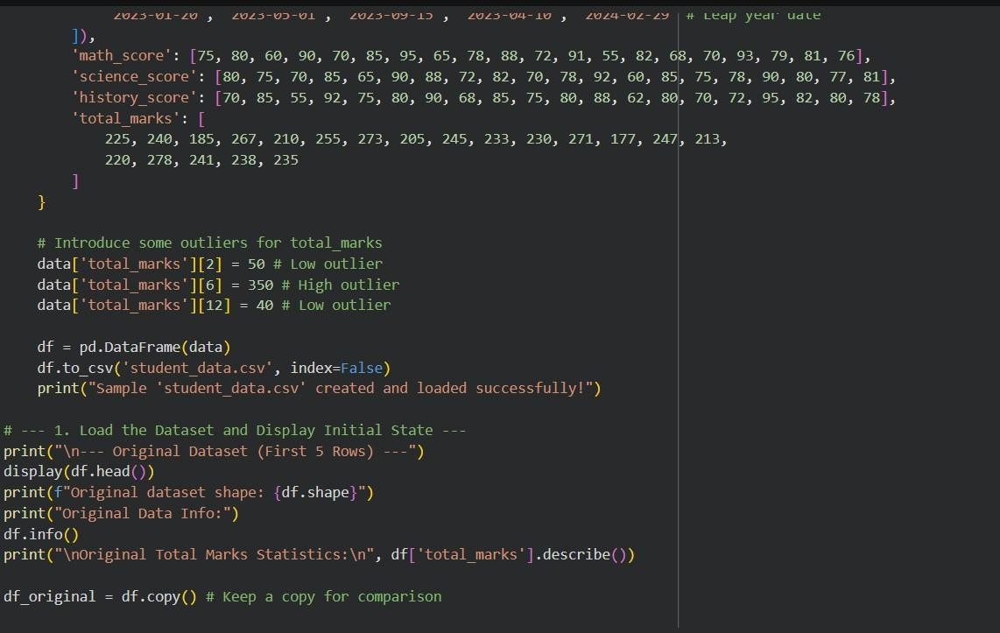 2023-01-20 , 2023-05-01 , 2023-09-15 , 2023-04-10 , 2024-02-29 # Leap year date
]),
'math_score': [75, 80, 60, 90, 70, 85, 95, 65, 78, 88, 72, 91, 55, 82, 68, 70, 93, 79, 81, 76],
'science_score': [80, 75, 70, 85, 65, 90, 88, 72, 82, 70, 78, 92, 60, 85, 75, 78, 90, 80, 77, 81],
'history_score': [70, 85, 55, 92, 75, 80, 90, 68, 85, 75, 80, 88, 62, 80, 70, 72, 95, 82, 80, 78],
'total_marks': [
225, 240, 185, 267, 210, 255, 273, 205, 245, 233, 230, 271, 177, 247, 213,
220, 278, 241, 238, 235
]
}
# Introduce some outliers for total_marks
data['total_marks'][2] = 50 # Low outlier
data['total_marks'][6] = 350 # High outlier
data['total_marks'][12] = 40 # Low outlier
df = pd.DataFrame(data)
df.to_csv('student_data.csv', index=False)
print("Sample 'student_data.csv' created and loaded successfully!")
# --- 1. Load the Dataset and Display Initial State ---
print("\n--- Original Dataset (First 5 Rows) ---")
display(df.head())
print(f"Original dataset shape: {df.shape}")
print("Original Data Info:")
df.info()
print("\nOriginal Total Marks Statistics:\n", df['total_marks'].describe())
df_original = df.copy() # Keep a copy for comparison